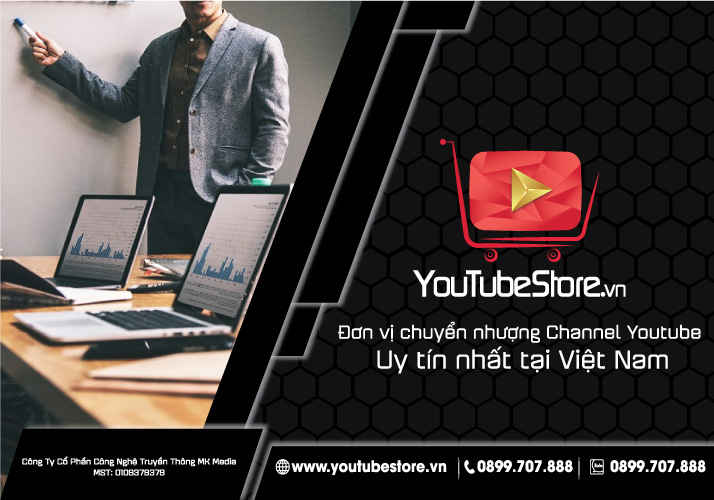 YouTubeStore.vn
Đơn vị chuyển nhượng Channel Youtube
Uy tín nhất tại Việt Nam
Công Ty Cổ Phần Công Nghệ Truyền Thông MK Media
MST: 0108379379
www.youtubestore.vn | 0899.707.888 | Zalo 0899.707.888